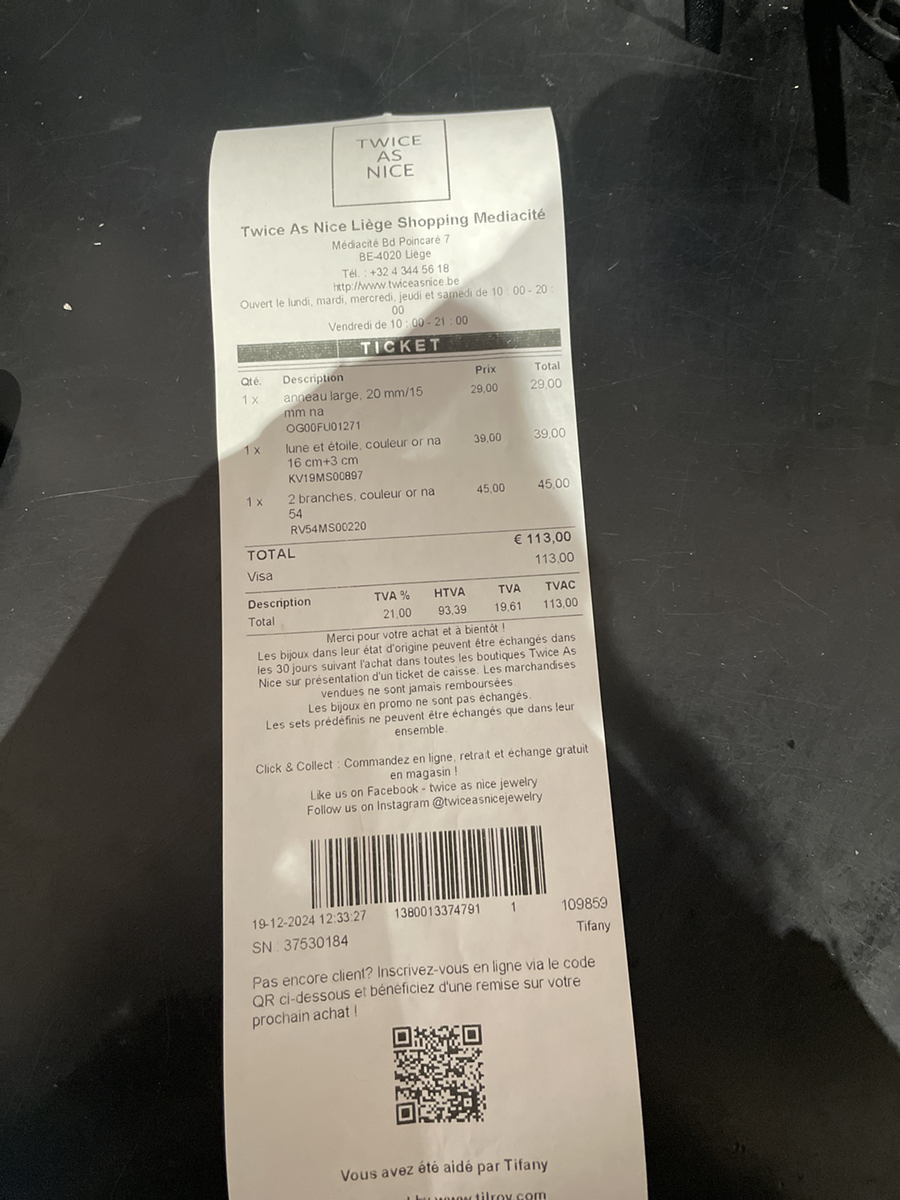 TWICE
AS
NICE
Twice As Nice Liège Shopping Mediacité
Médiacité Bd Poincaré 7
BE-4020 Liège
Tél. : +32 4 344 56 18
http://www.twiceasnice.be
Ouvert le lundi, mardi, mercredi, jeudi et samedi de 10 : 00 - 20 :
00
Vendredi de 10 : 00 - 21 : 00
TICKET
Qté. Description Prix Total
1 x anneau large, 20 mm/15 29,00 29,00
mm na
OG00FU01271
1 x lune et étoile, couleur or na 39,00 39,00
16 cm+3 cm
KV19MS00897
1 x 2 branches, couleur or na 45,00 45,00
54
RV54MS00220
TOTAL € 113,00
Visa 113,00
Description TVA % HTVA TVA TVAC
Total 21,00 93,39 19,61 113,00
Merci pour votre achat et à bientôt !
Les bijoux dans leur état d'origine peuvent être échangés dans
les 30 jours suivant l'achat dans toutes les boutiques Twice As
Nice sur présentation d'un ticket de caisse. Les marchandises
vendues ne sont jamais remboursées.
Les bijoux en promo ne sont pas échangés.
Les sets prédéfinis ne peuvent être échangés que dans leur
ensemble.
Click & Collect : Commandez en ligne, retrait et échange gratuit
en magasin !
Like us on Facebook - twice as nice jewelry
Follow us on Instagram @twiceasnicejewelry
19-12-2024 12:33:27 1380013374791 1 109859
SN : 37530184 Tifany
Pas encore client? Inscrivez-vous en ligne via le code
QR ci-dessous et bénéficiez d'une remise sur votre
prochain achat !
Vous avez été aidé par Tifany
www.tilroy.com